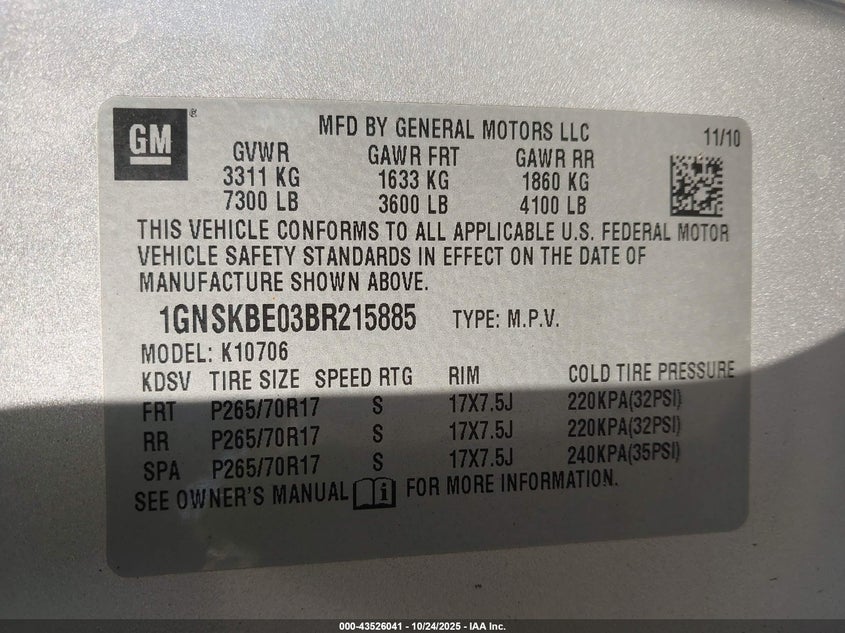 GM ®
MFD BY GENERAL MOTORS LLC
11/10
GVWR GAWR FRT GAWR RR
3311 KG 1633 KG 1860 KG
7300 LB 3600 LB 4100 LB
THIS VEHICLE CONFORMS TO ALL APPLICABLE U.S. FEDERAL MOTOR
VEHICLE SAFETY STANDARDS IN EFFECT ON THE DATE OF
MANUFACTURE SHOWN ABOVE.
1GNSKBE03BR215885 TYPE: M.P.V.
MODEL: K10706
KDSV TIRE SIZE SPEED RTG RIM COLD TIRE PRESSURE
FRT P265/70R17 S 17X7.5J 220KPA(32PSI)
RR P265/70R17 S 17X7.5J 220KPA(32PSI)
SPA P265/70R17 S 17X7.5J 240KPA(35PSI)
SEE OWNER'S MANUAL i FOR MORE INFORMATION.
000-43526041 - 10/24/2025 - IAA Inc.